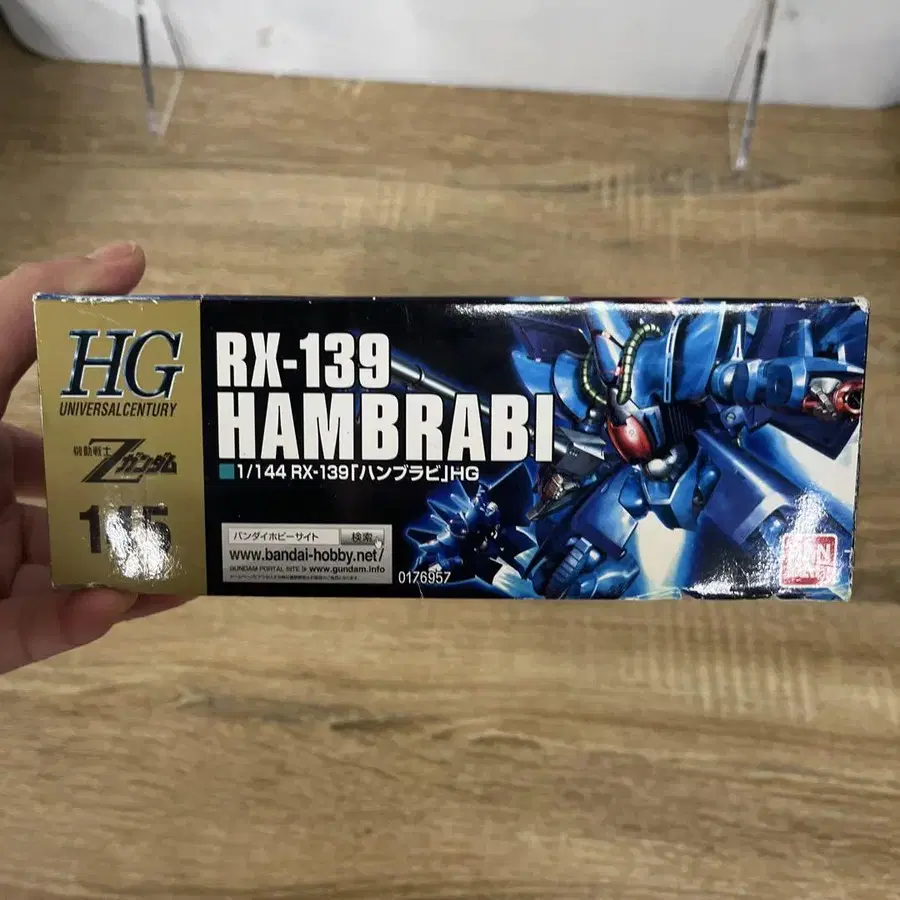 HG
UNIVERSALCENTURY
機動戦士
Zガンダム
145
RX-139
HAMBRABI
1/144 RX-139「ハンブラビ」HG
バンダイホビーサイト 検索
www.bandai-hobby.net/
GUNDAM PORTAL SITE www.gundam.info
0176957